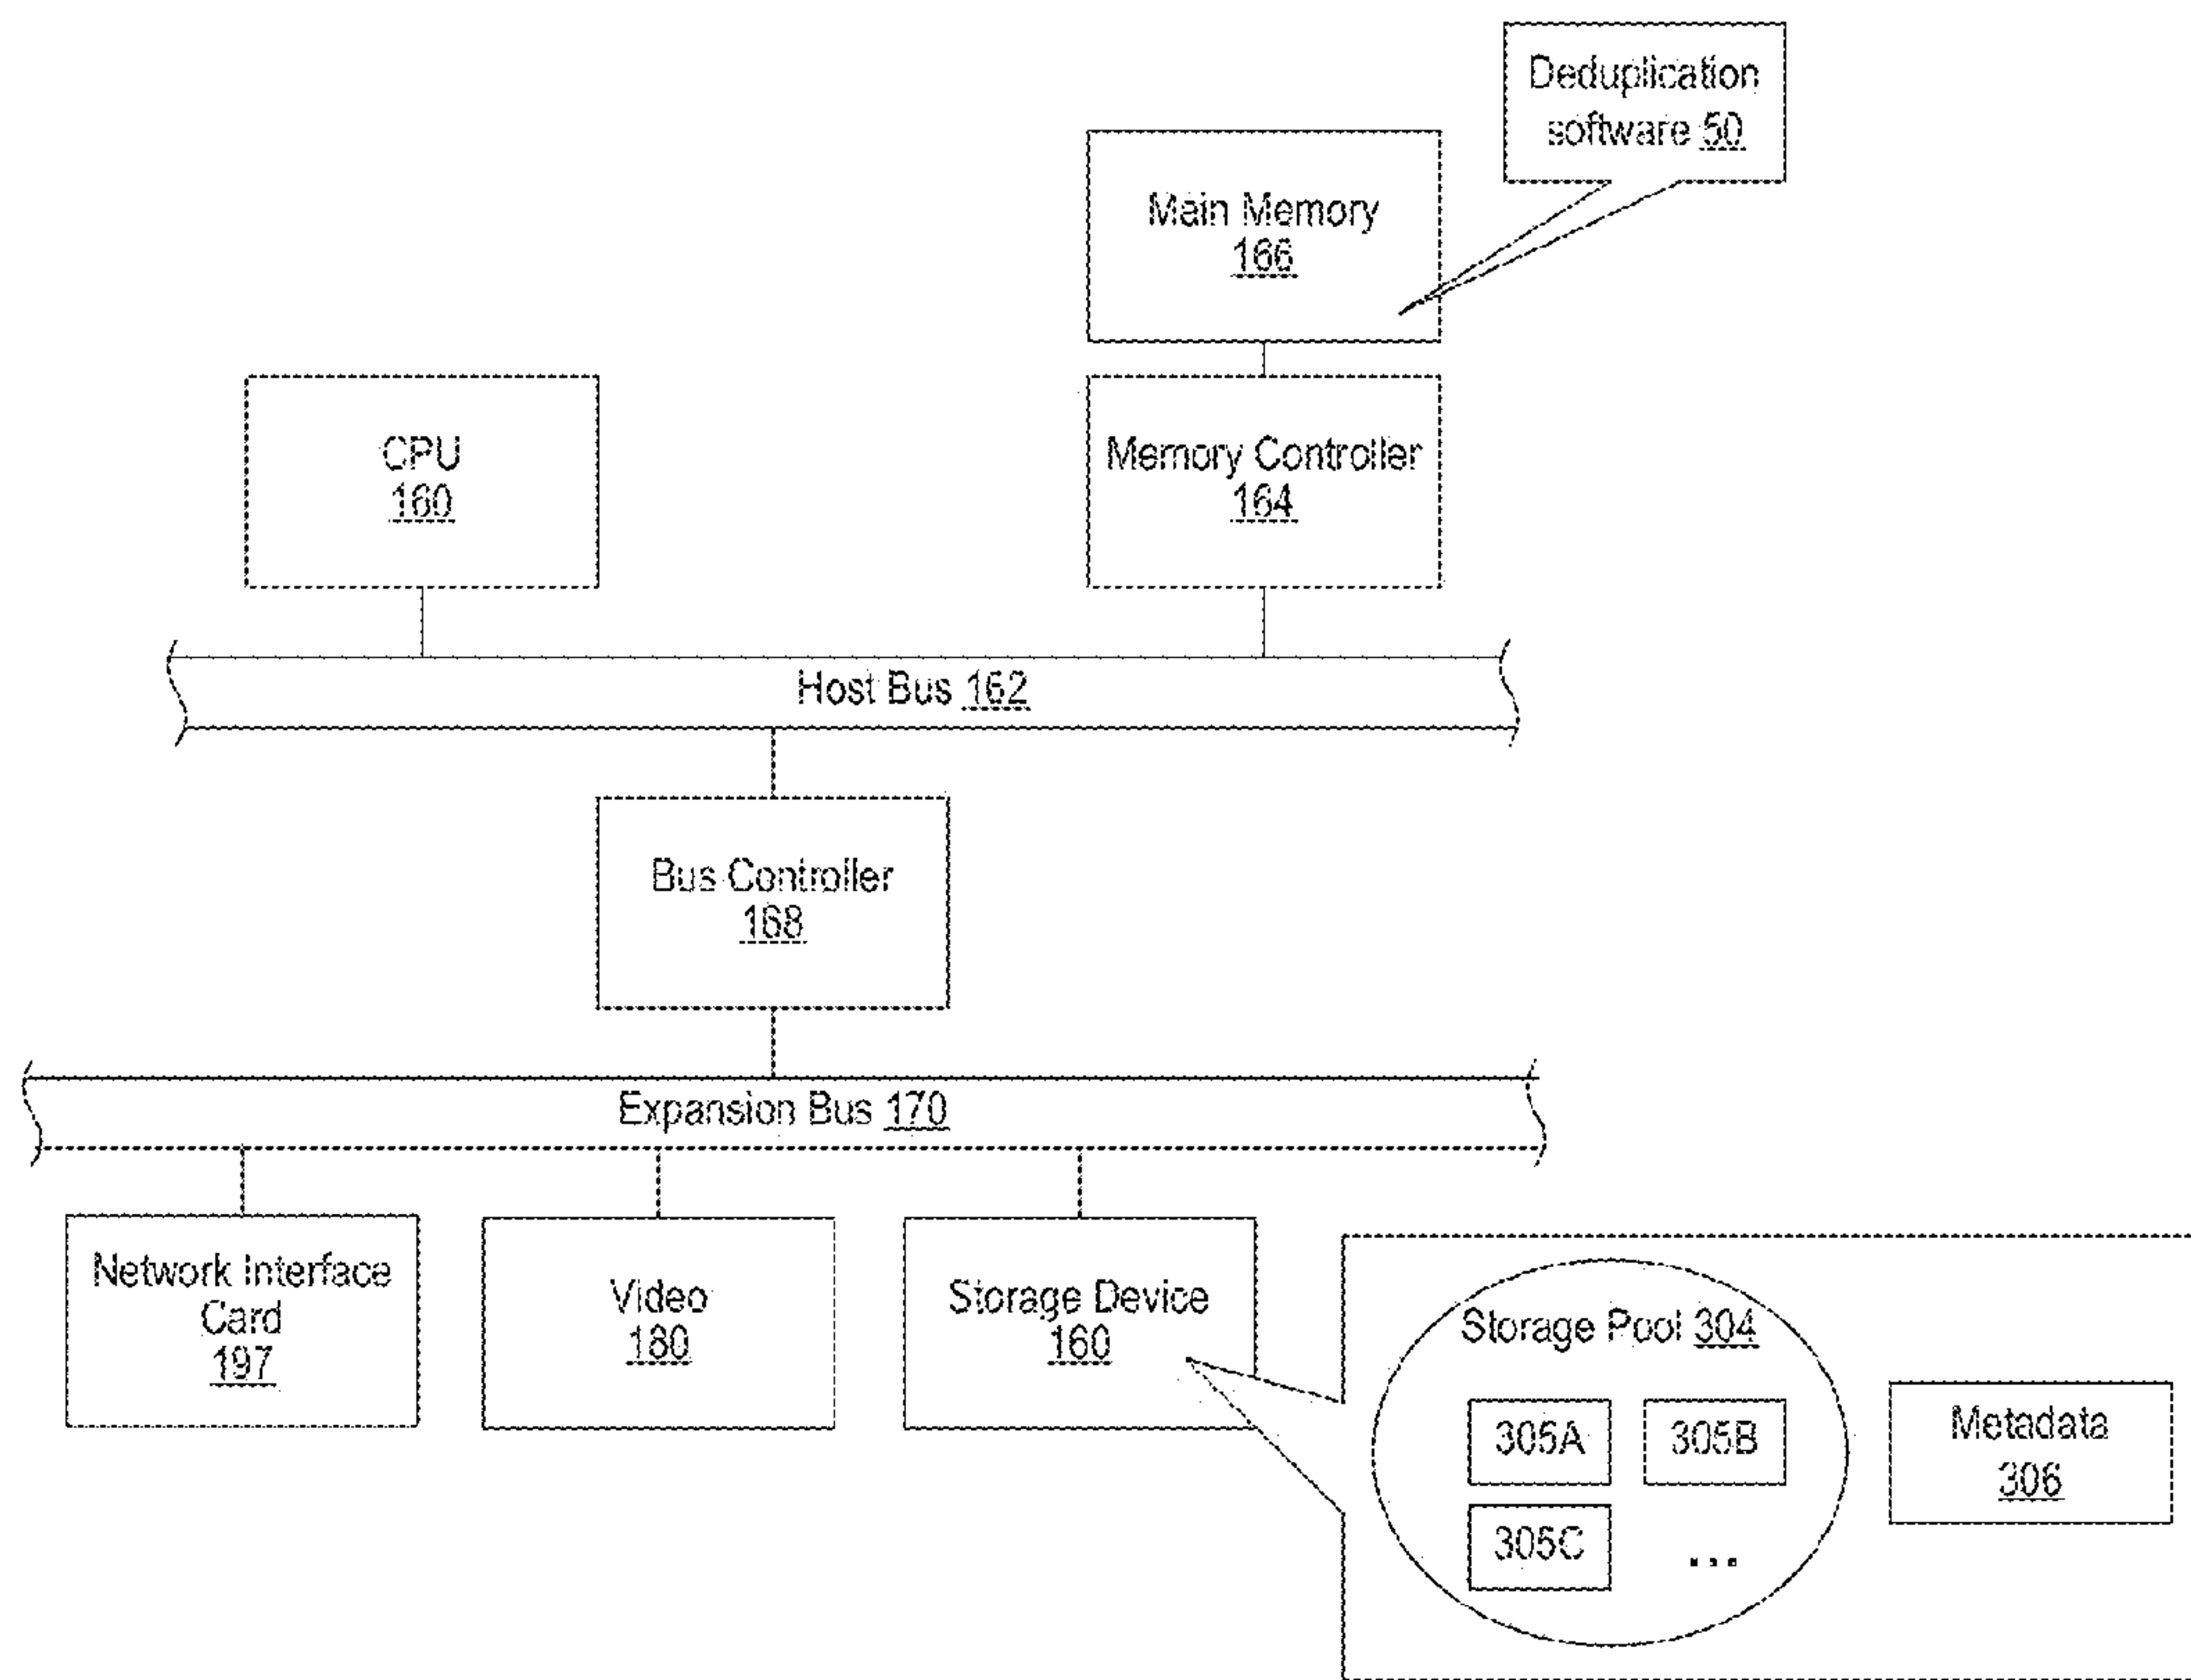 Deduplication
software 50
Main Memory
166
CPU
160
Memory Controller
164
Host Bus 162
Bus Controller
168
Expansion Bus 170
Network Interface
Card
197
Video
180
Storage Device
160
Storage Pool 304
305A
305B
305C
...
Metadata
306